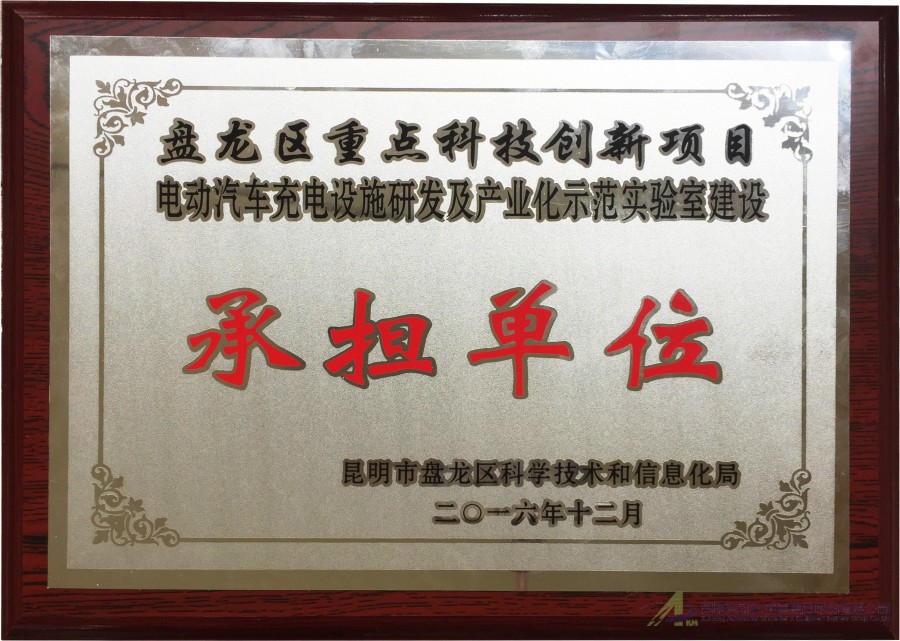 盘龙区重点科技创新项目
电动汽车充电设施研发及产业化示范实验室建设
承担单位
昆明市盘龙区科学技术和信息化局
二〇一六年十二月